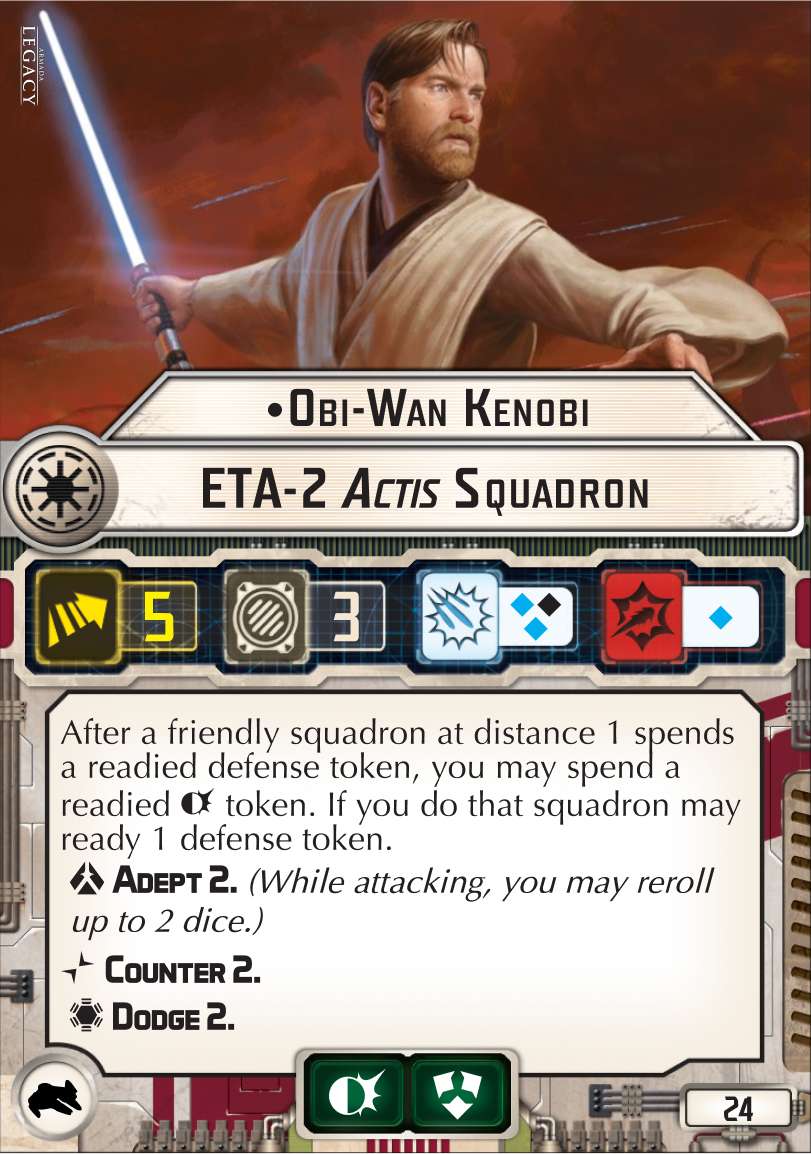 ARMADA
LEGACY
•Obi-Wan Kenobi
ETA-2 Actis Squadron
5
3
After a friendly squadron at distance 1 spends
a readied defense token, you may spend a
readied token. If you do that squadron may
ready 1 defense token.
Adept 2. (While attacking, you may reroll
up to 2 dice.)
Counter 2.
Dodge 2.
24